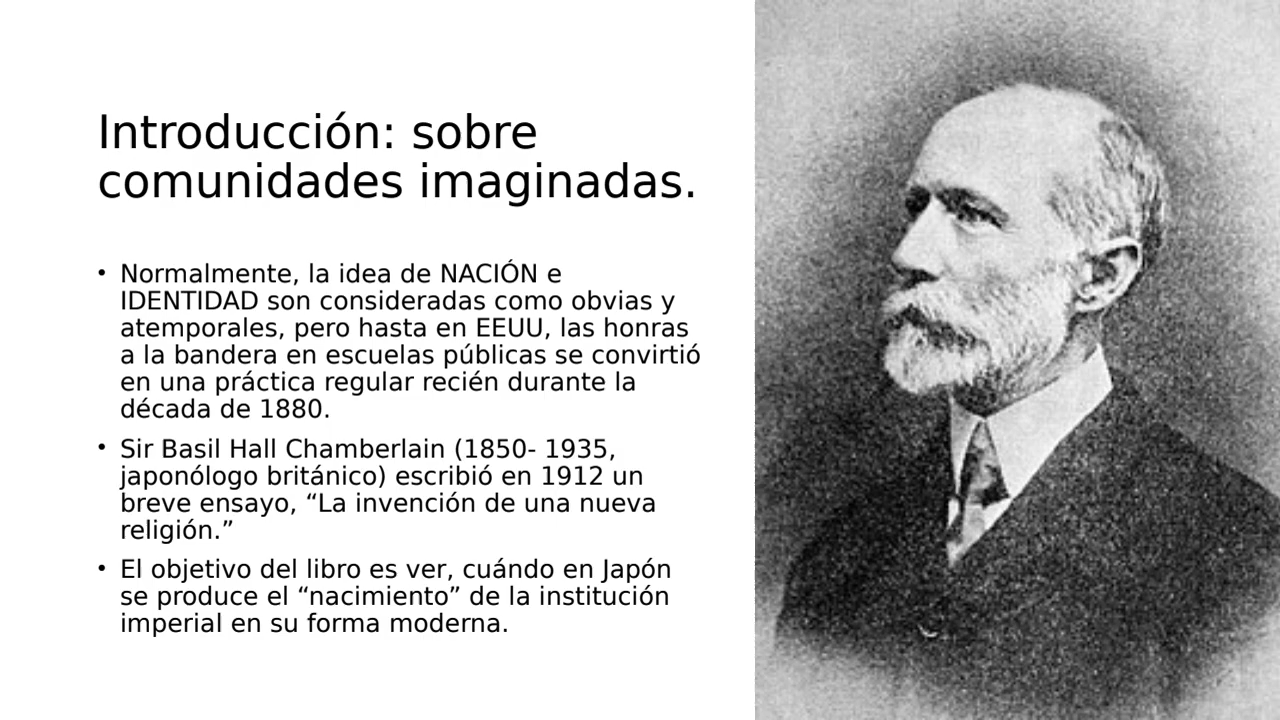 Introducción: sobre
comunidades imaginadas.
• Normalmente, la idea de NACIÓN e
IDENTIDAD son consideradas como obvias y
atemporales, pero hasta en EEUU, las honras
a la bandera en escuelas públicas se convirtió
en una práctica regular recién durante la
década de 1880.
• Sir Basil Hall Chamberlain (1850- 1935,
japonólogo británico) escribió en 1912 un
breve ensayo, “La invención de una nueva
religión.”
• El objetivo del libro es ver, cuándo en Japón
se produce el “nacimiento” de la institución
imperial en su forma moderna.